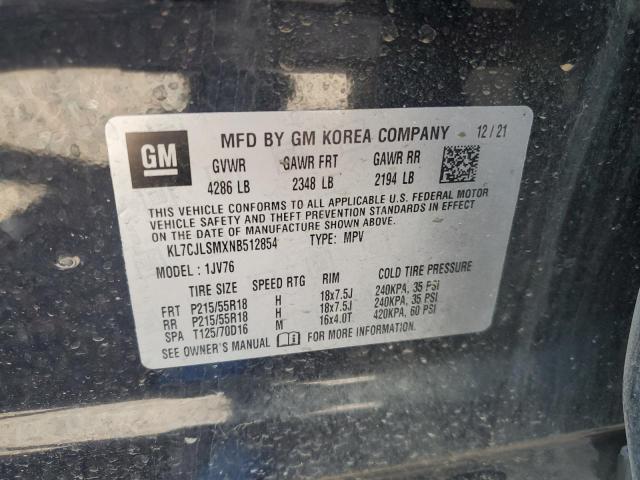 GM
MFD BY GM KOREA COMPANY 12/21
GVWR GAWR FRT GAWR RR
4286 LB 2348 LB 2194 LB
THIS VEHICLE CONFORMS TO ALL APPLICABLE U.S. FEDERAL MOTOR
VEHICLE SAFETY AND THEFT PREVENTION STANDARDS IN EFFECT
ON THE DATE OF MANUFACTURE SHOWN ABOVE.
KL7CJLSMXNB512854 TYPE: MPV
MODEL : 1JV76
TIRE SIZE SPEED RTG RIM COLD TIRE PRESSURE
FRT P215/55R18 H 18x7.5J 240KPA, 35 PSI
RR P215/55R18 H 18x7.5J 240KPA, 35 PSI
SPA T125/70D16 M 16x4.0T 420KPA, 60 PSI
SEE OWNER'S MANUAL FOR MORE INFORMATION.